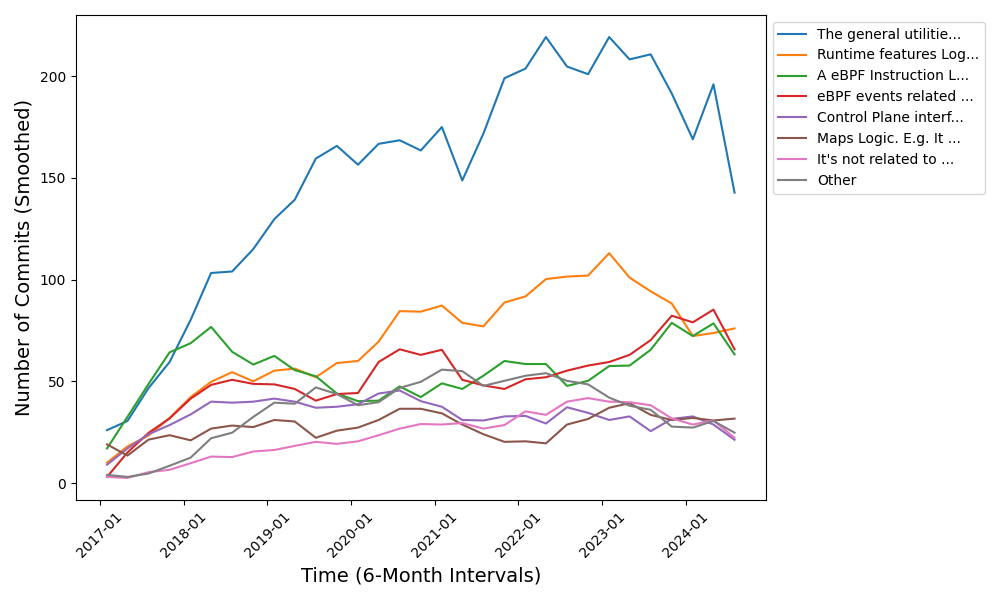 Number of Commits (Smoothed)
200
150
100
50
0
2017-01
2018-01
2019-01
2020-01
2021-01
2022-01
2023-01
2024-01
Time (6-Month Intervals)
The general utilitie...
Runtime features Log...
A eBPF Instruction L...
eBPF events related ...
Control Plane interf...
Maps Logic. E.g. It ...
It's not related to ...
Other